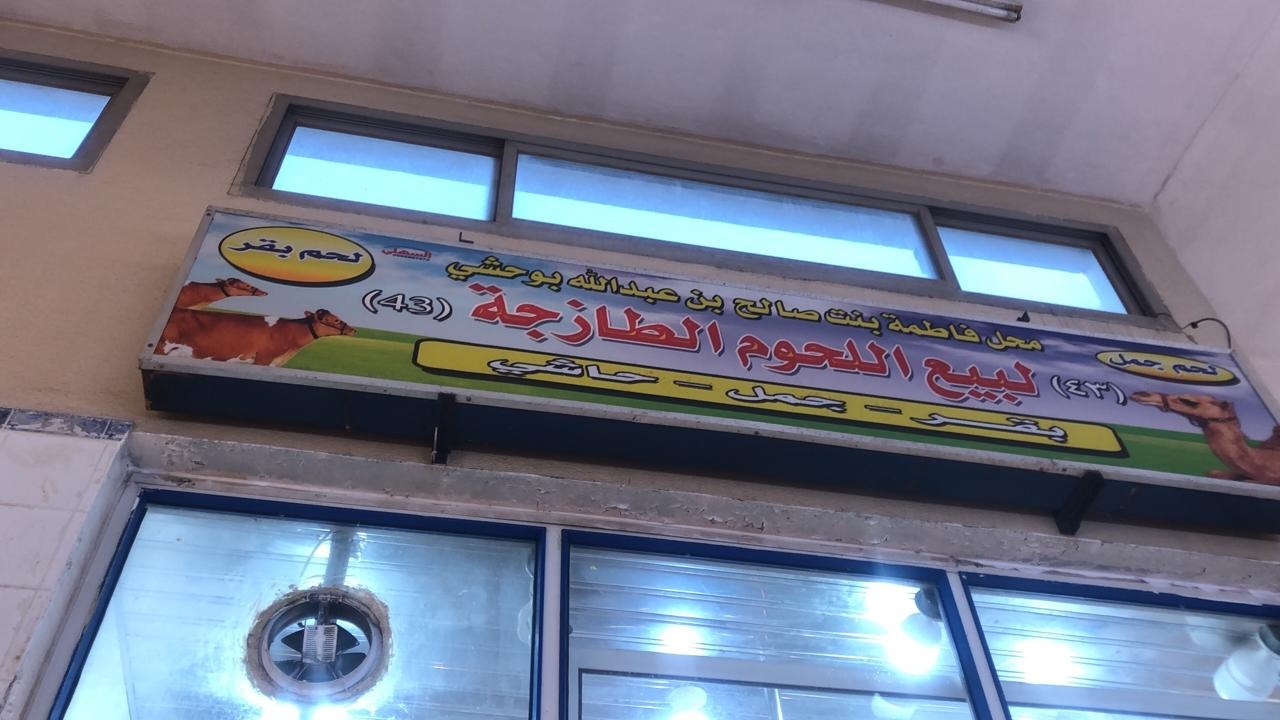 محل فاطمة بنت صالح بن عبدالله بوحشي
لحم جمل
(٤٣) لبيع اللحوم الطازجة (43)
لحم بقر
السهلي
بقر - جمل - حاشي